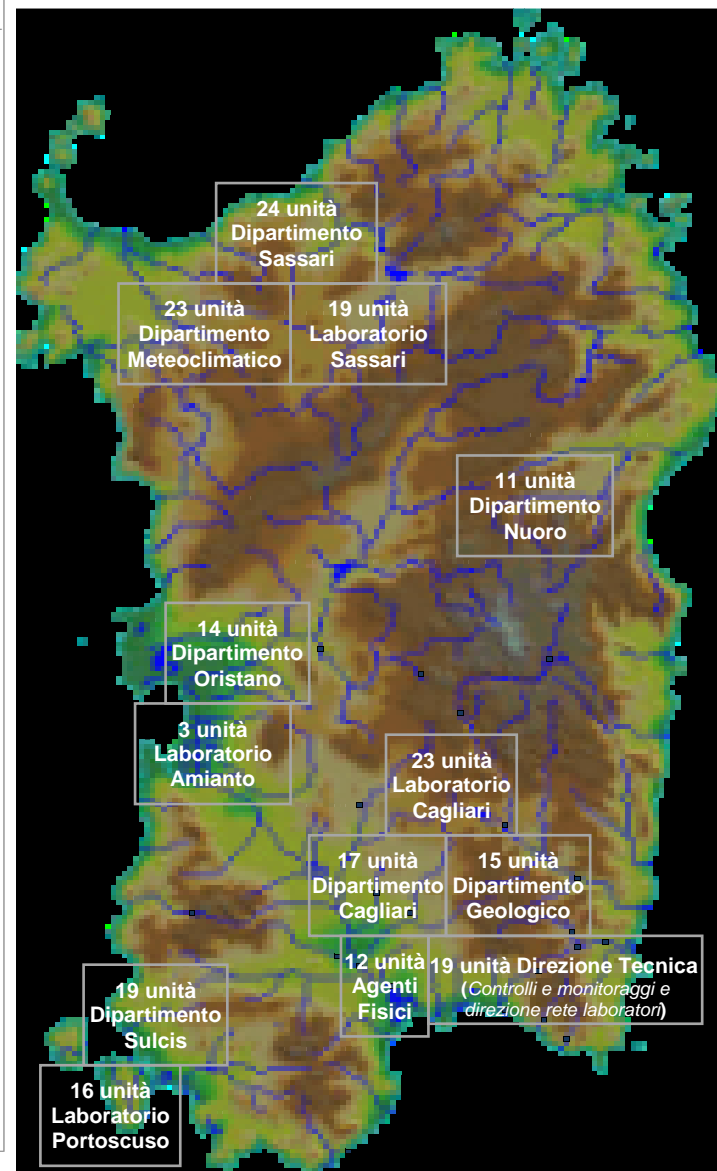 24 unità
Dipartimento
Sassari
23 unità
Dipartimento
Meteoclimatico
19 unità
Laboratorio
Sassari
11 unità
Dipartimento
Nuoro
14 unità
Dipartimento
Oristano
3 unità
Laboratorio
Amianto
23 unità
Laboratorio
Cagliari
17 unità
Dipartimento
Cagliari
15 unità
Dipartimento
Geologico
12 unità
Agenti
Fisici
19 unità Direzione Tecnica
(Controlli e monitoraggi e
direzione rete laboratori)
19 unità
Dipartimento
Sulcis
16 unità
Laboratorio
Portoscuso